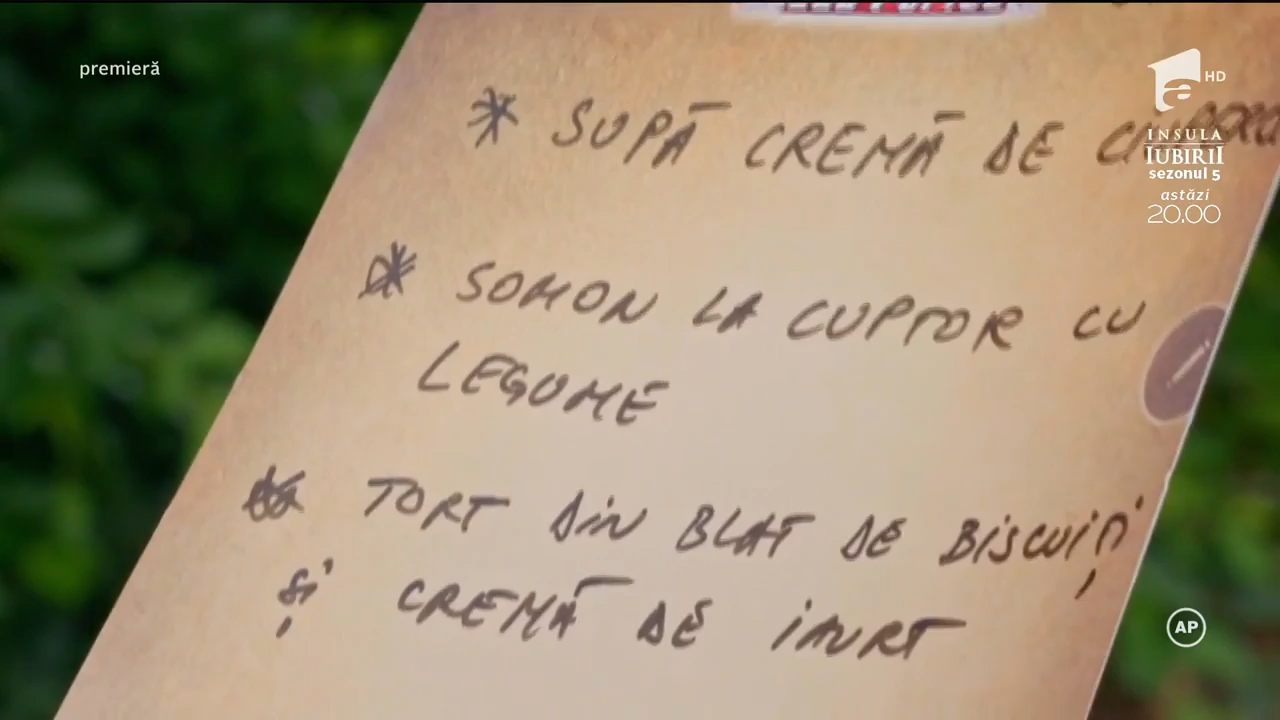 premieră
HD
INSULA
IUBIRII
sezonul 5
astăzi
20.00
* SUPĂ CREMĂ DE
* SOMON LA CUPTOR CU
LEGUME
* TORT DIN BLAT DE BISCUIȚI
ȘI CREMĂ DE IAURT
AP